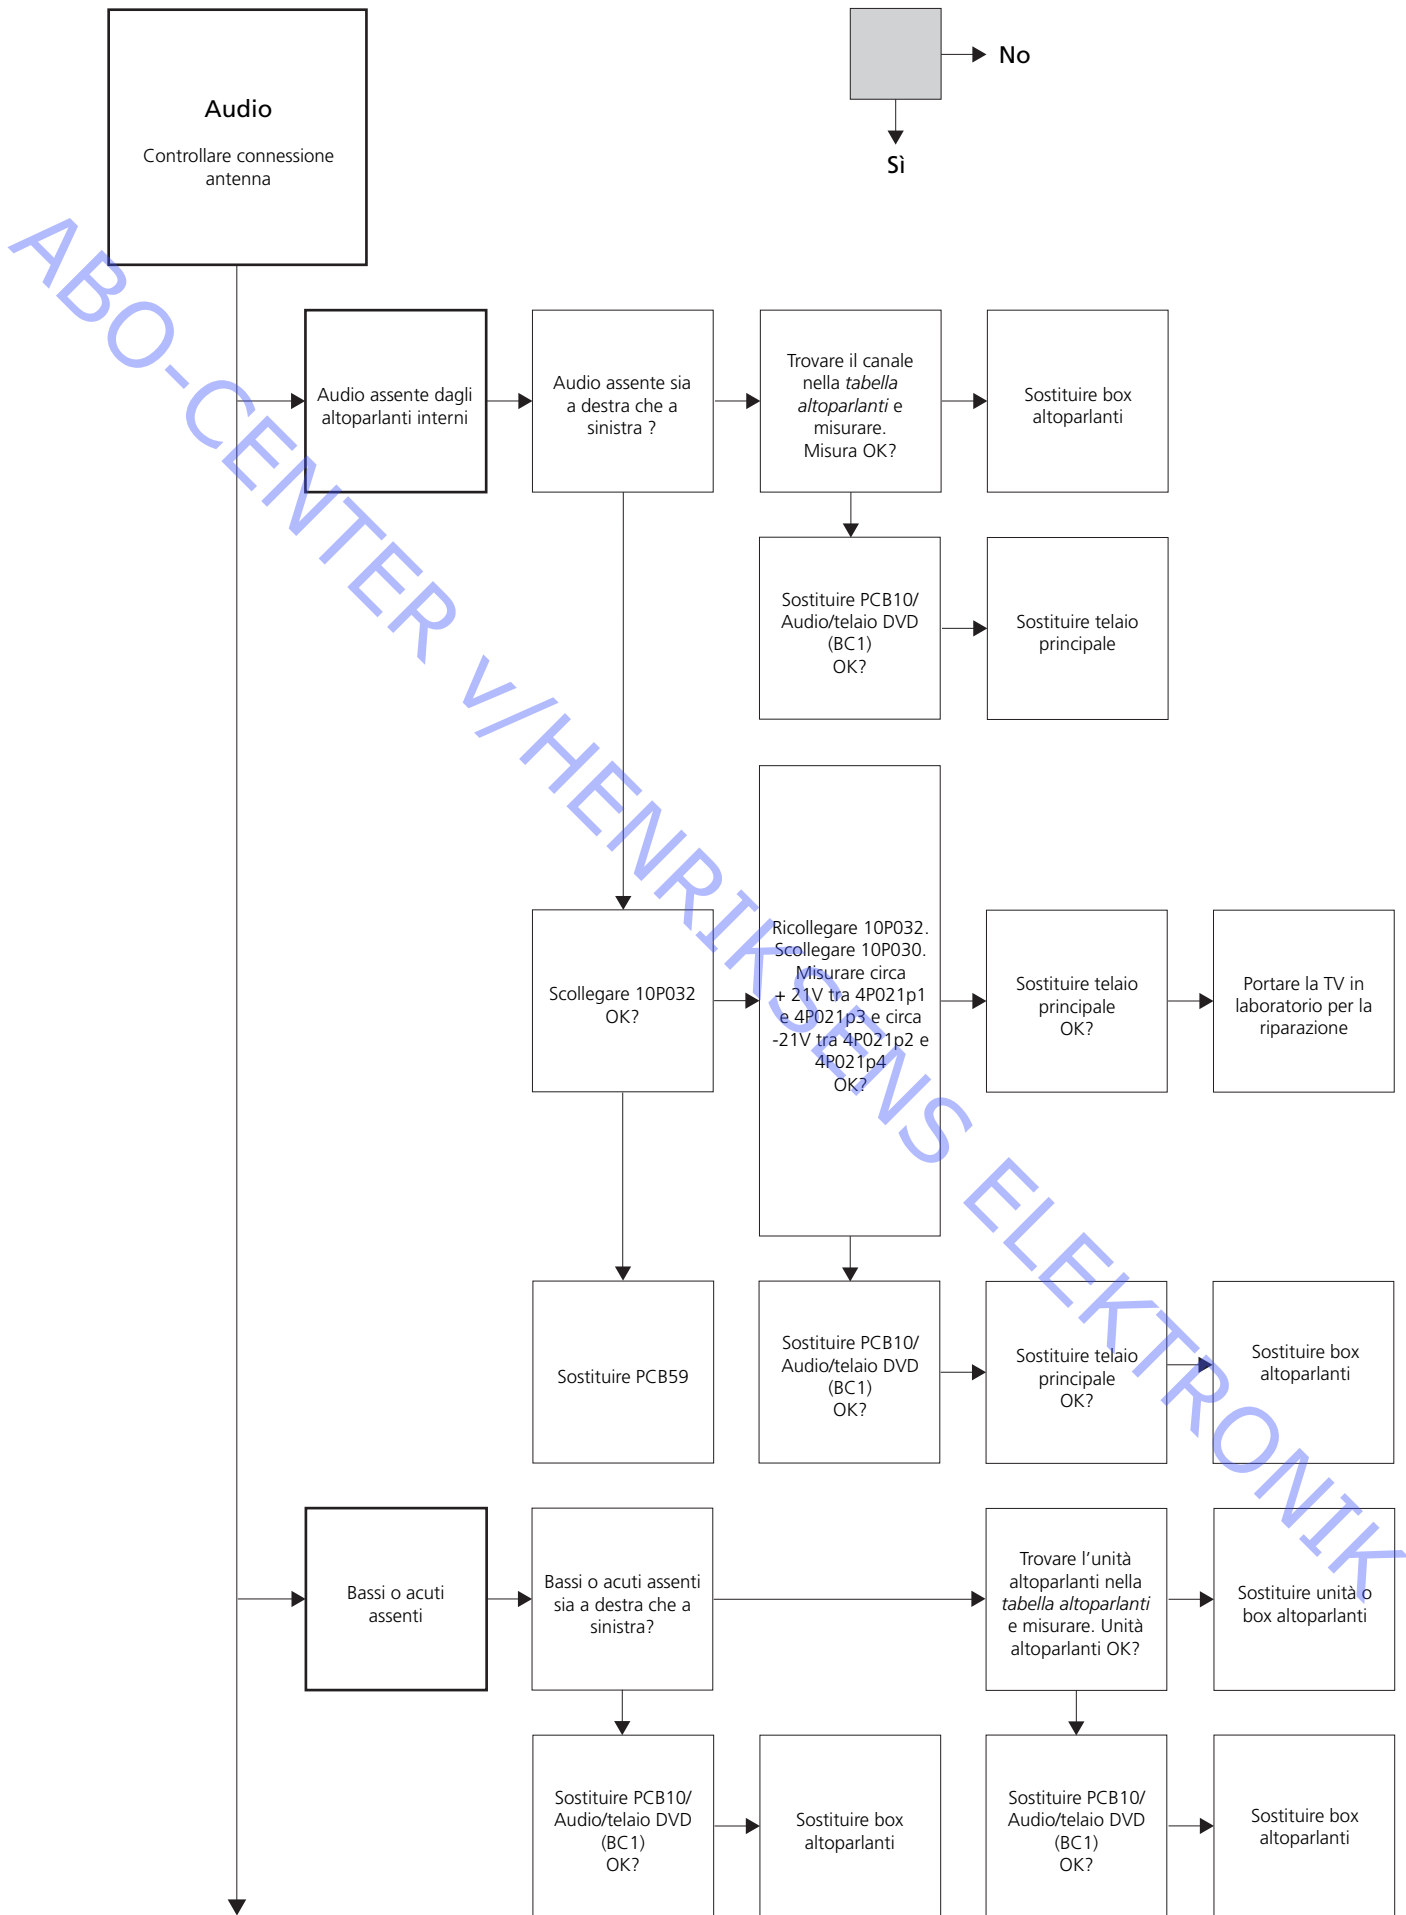 Audio
Controllare connessione
antenna
No
Sì
Audio assente dagli
altoparlanti interni
Audio assente sia
a destra che a
sinistra ?
Trovare il canale
nella tabella
altoparlanti e
misurare.
Misura OK?
Sostituire box
altoparlanti
Sostituire PCB10/
Audio/telaio DVD
(BC1)
OK?
Sostituire telaio
principale
Scollegare 10P032
OK?
Ricollegare 10P032.
Scollegare 10P030.
Misurare circa
+ 21V tra 4P021p1
e 4P021p3 e circa
-21V tra 4P021p2 e
4P021p4
OK?
Sostituire telaio
principale
OK?
Portare la TV in
laboratorio per la
riparazione
Sostituire PCB59
Sostituire PCB10/
Audio/telaio DVD
(BC1)
OK?
Sostituire telaio
principale
OK?
Sostituire box
altoparlanti
Bassi o acuti
assenti
Bassi o acuti assenti
sia a destra che a
sinistra?
Trovare l'unità
altoparlanti nella
tabella altoparlanti
e misurare. Unità
altoparlanti OK?
Sostituire unità o
box altoparlanti
Sostituire PCB10/
Audio/telaio DVD
(BC1)
OK?
Sostituire box
altoparlanti
Sostituire PCB10/
Audio/telaio DVD
(BC1)
OK?
Sostituire box
altoparlanti
ABO-CENTER v/HENRIKSENS ELEKTRONIK